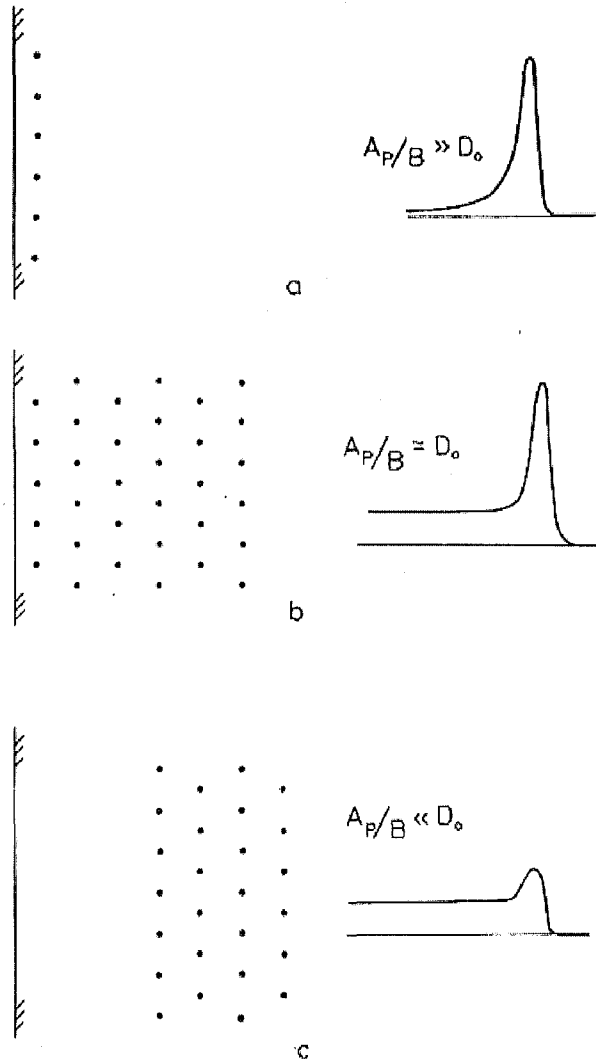 A_P/B » D_o
a
A_P/B = D_o
b
A_P/B « D_o
c